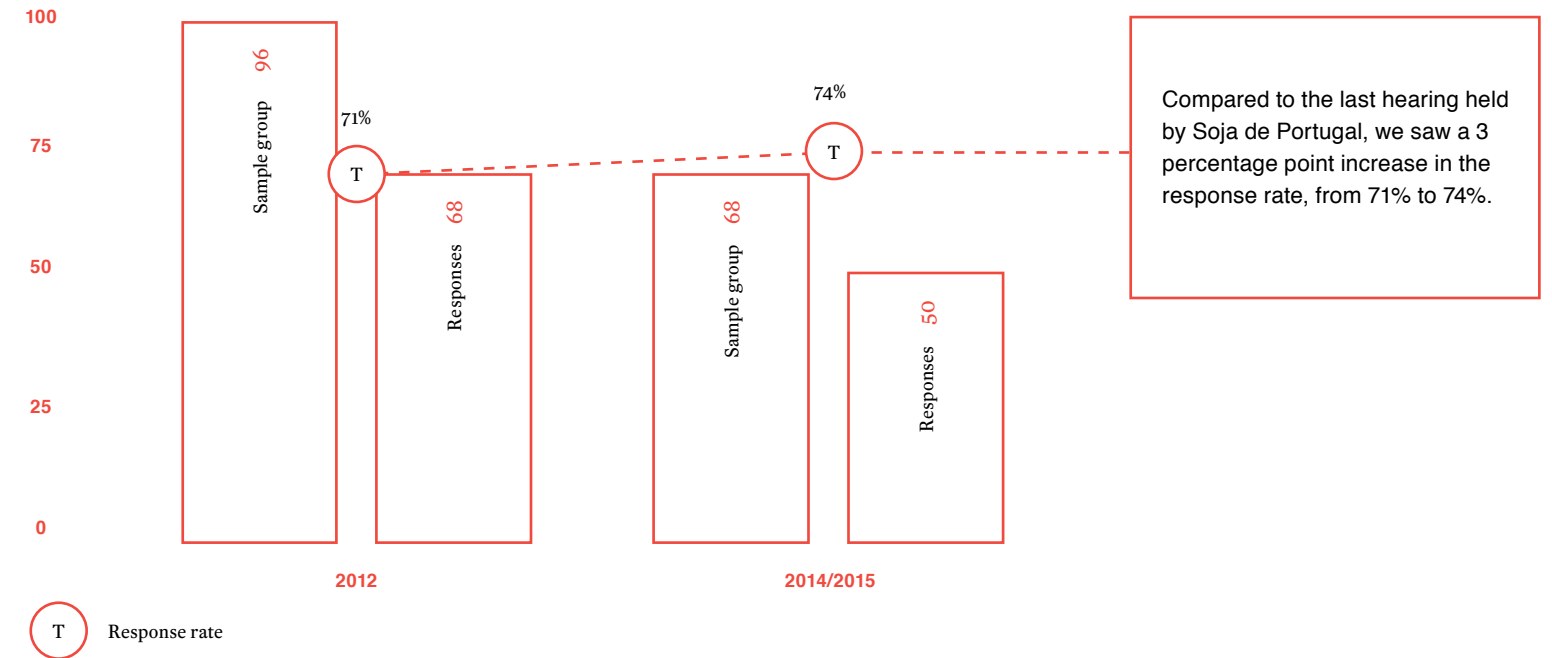 100
75
50
25
0
Sample group 96
71%
T
Responses 68
Sample group 68
74%
T
Responses 50
2012
2014/2015
Compared to the last hearing held
by Soja de Portugal, we saw a 3
percentage point increase in the
response rate, from 71% to 74%.
T Response rate